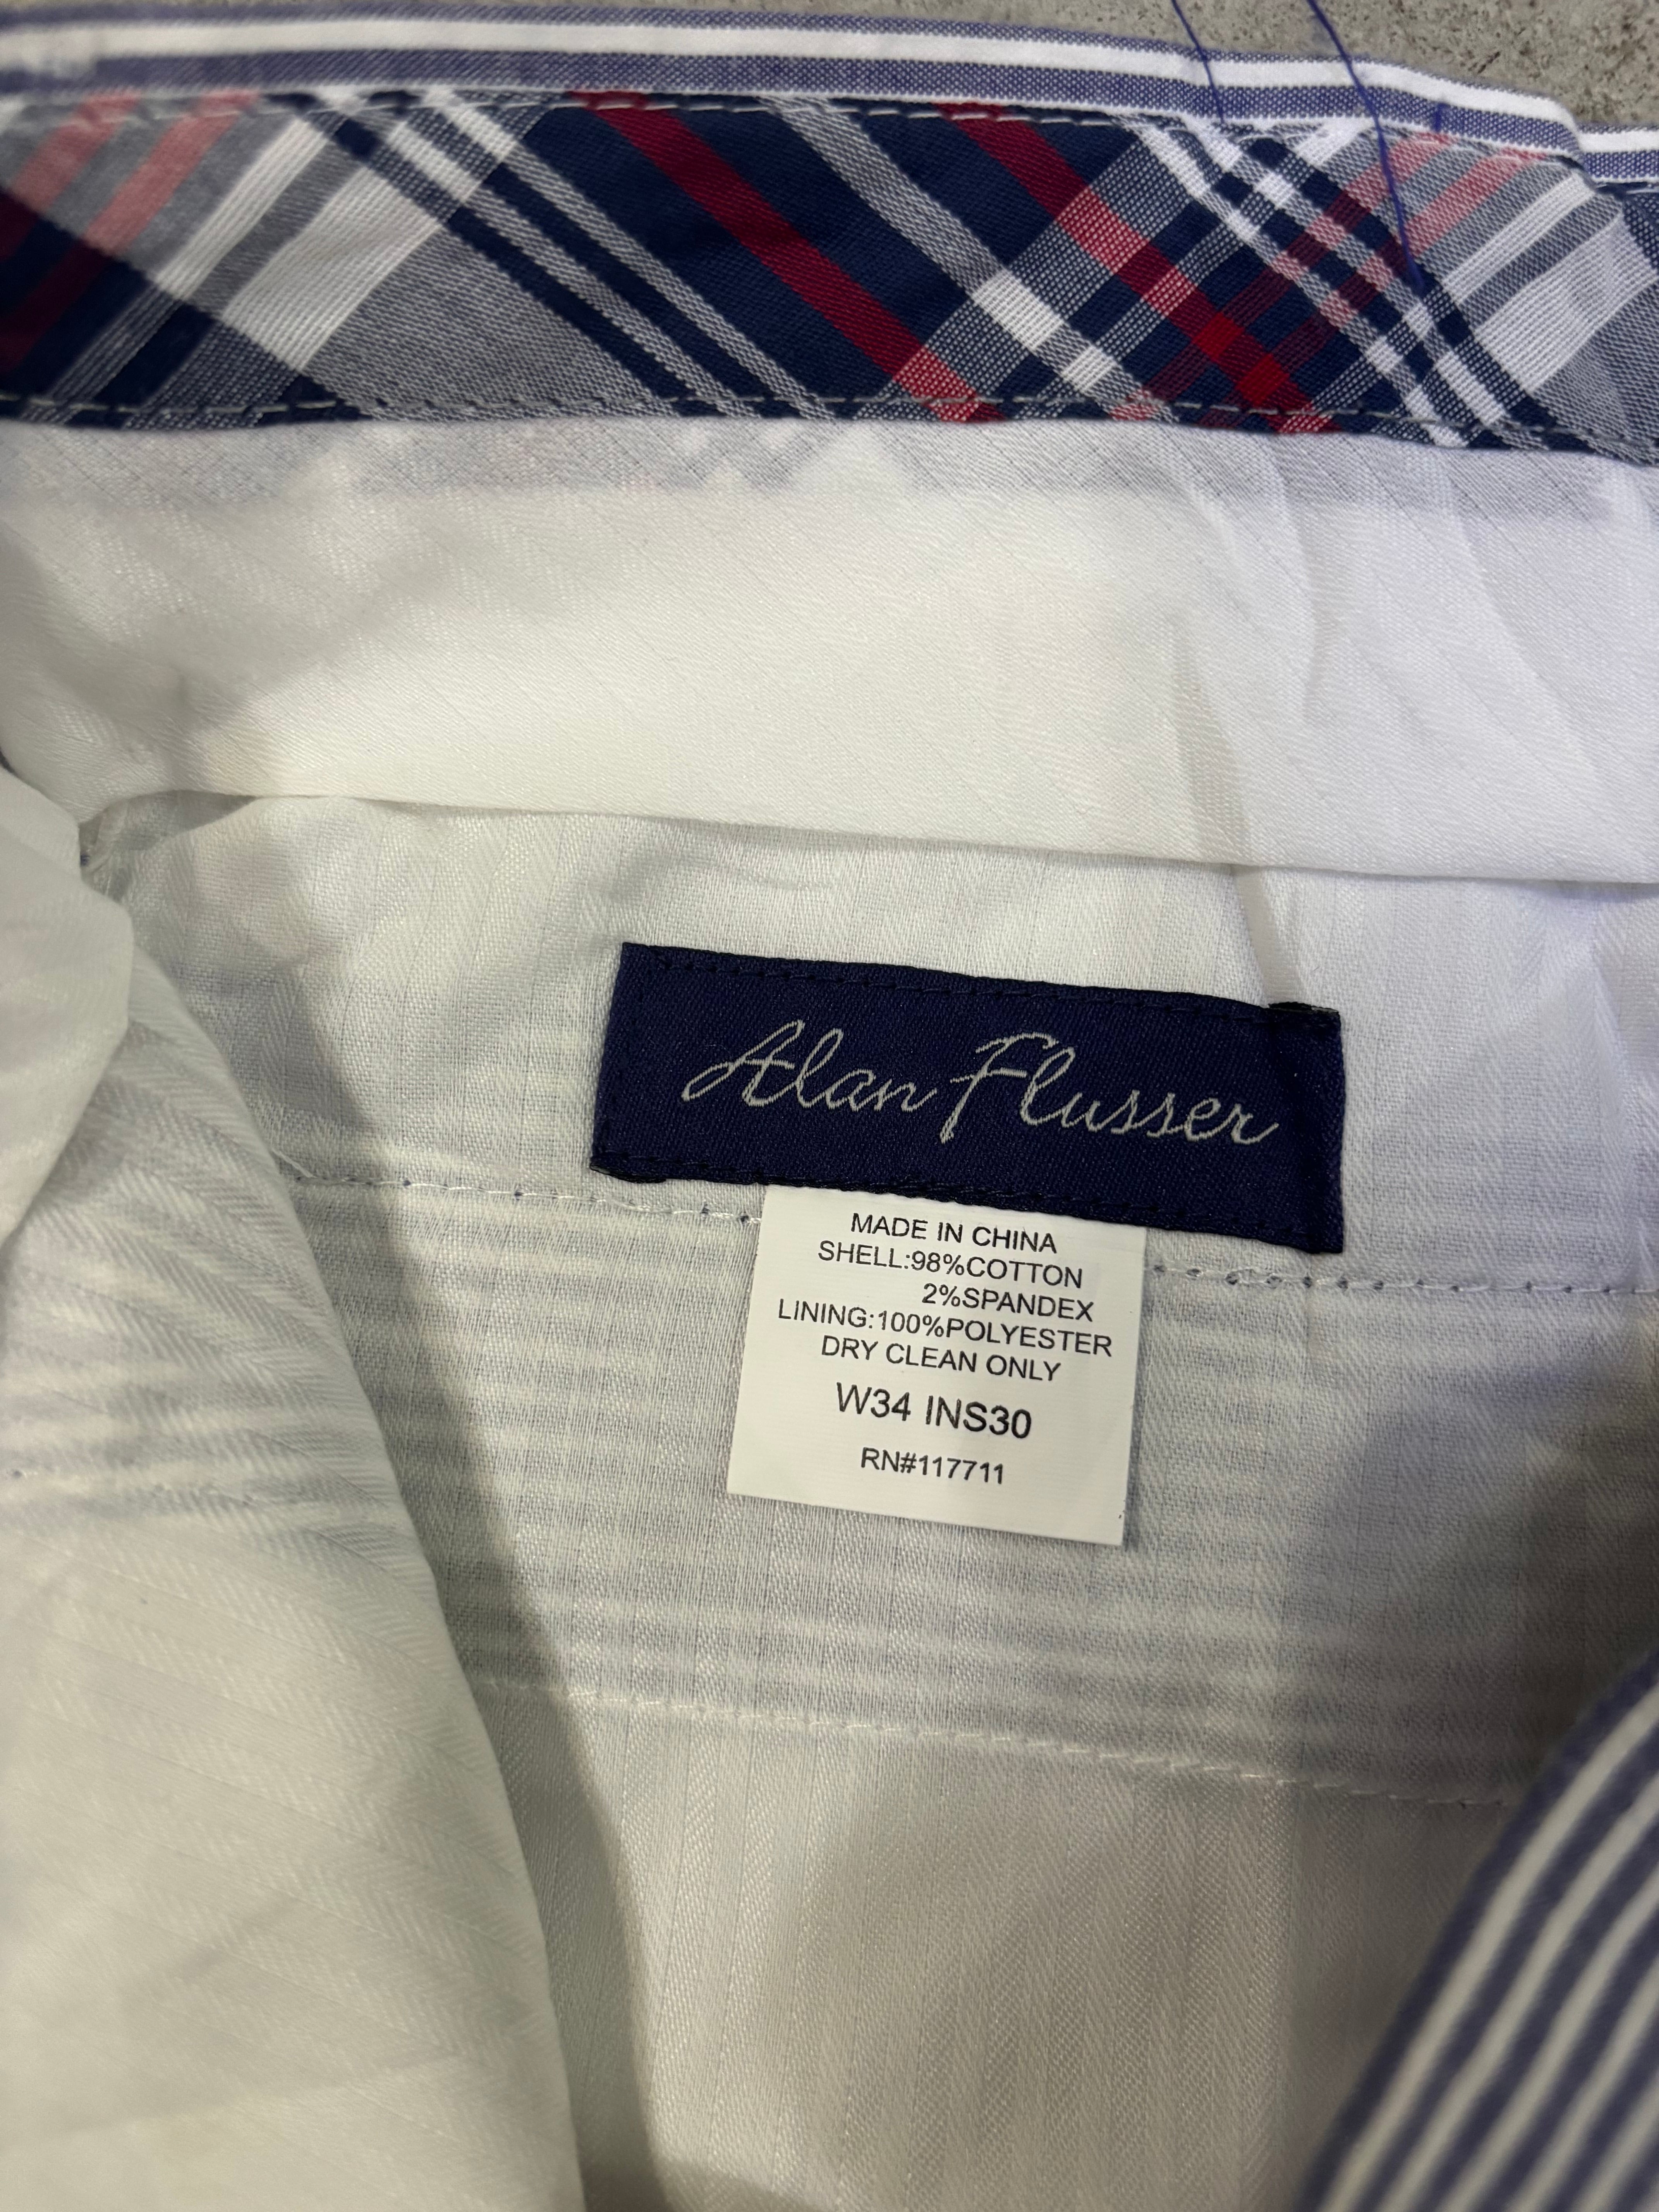 Alan Flusser
MADE IN CHINA
SHELL:98%COTTON
2%SPANDEX
LINING:100%POLYESTER
DRY CLEAN ONLY
W34 INS30
RN#117711